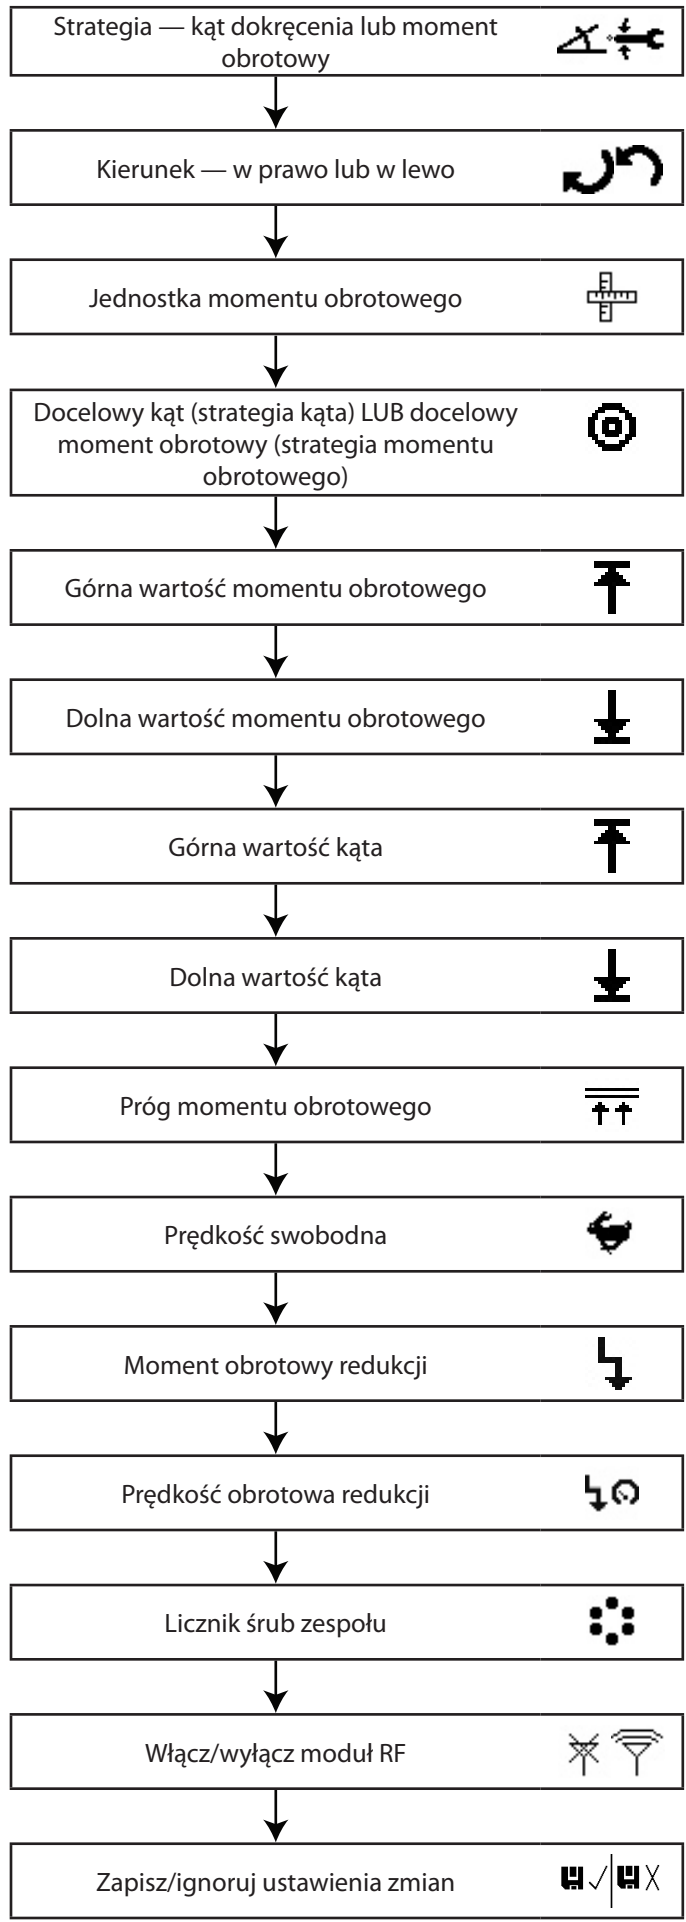 Strategia — kąt dokręcenia lub moment
obrotowy
Kierunek — w prawo lub w lewo
Jednostka momentu obrotowego
Docelowy kąt (strategia kąta) LUB docelowy
moment obrotowy (strategia momentu
obrotowego)
Górna wartość momentu obrotowego
Dolna wartość momentu obrotowego
Górna wartość kąta
Dolna wartość kąta
Próg momentu obrotowego
Prędkość swobodna
Moment obrotowy redukcji
Prędkość obrotowa redukcji
Licznik śrub zespołu
Włącz/wyłącz moduł RF
Zapisz/ignoruj ustawienia zmian